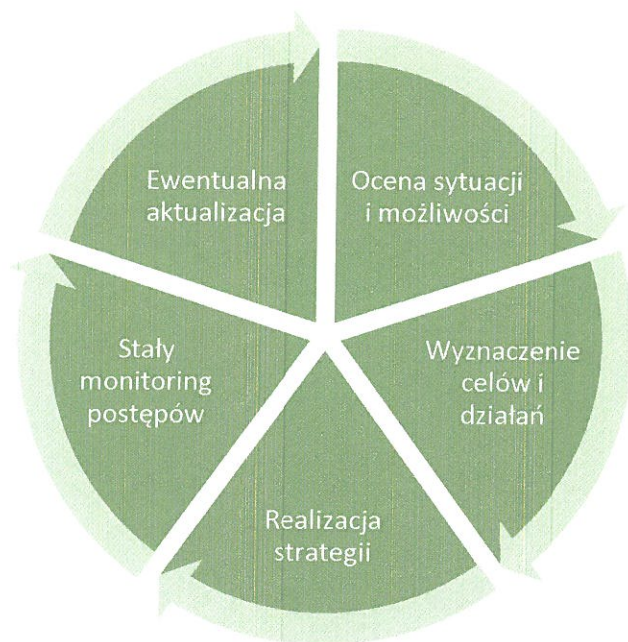 Ocena sytuacji
i możliwości
Wyznaczenie
celów i
działań
Realizacja
strategii
Stały
monitoring
postępów
Ewentualna
aktualizacja